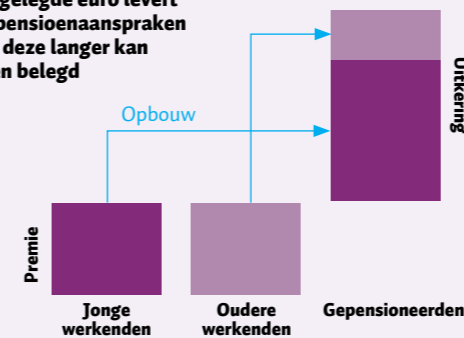 gelegde euro levert
pensioenaanspraken
deze langer kan
n belegd
Opbouw
Uitkering
Premie
Jonge
werkenden
Oudere
werkenden
Gepensioneerden